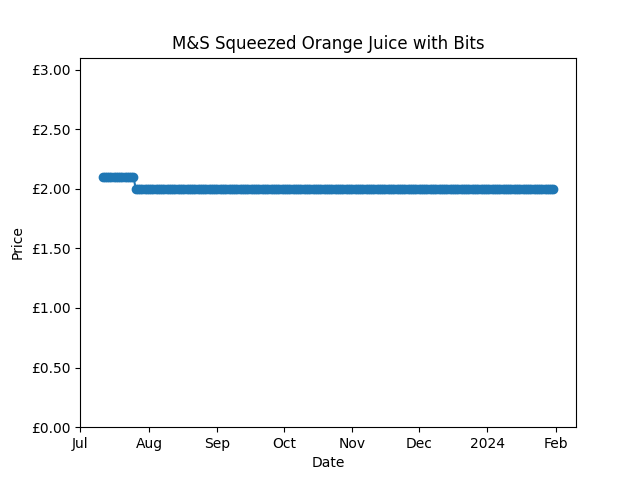 M&S Squeezed Orange Juice with Bits
£3.00
£2.50
£2.00
£1.50
£1.00
£0.50
£0.00
Price
Jul Aug Sep Oct Nov Dec 2024 Feb
Date